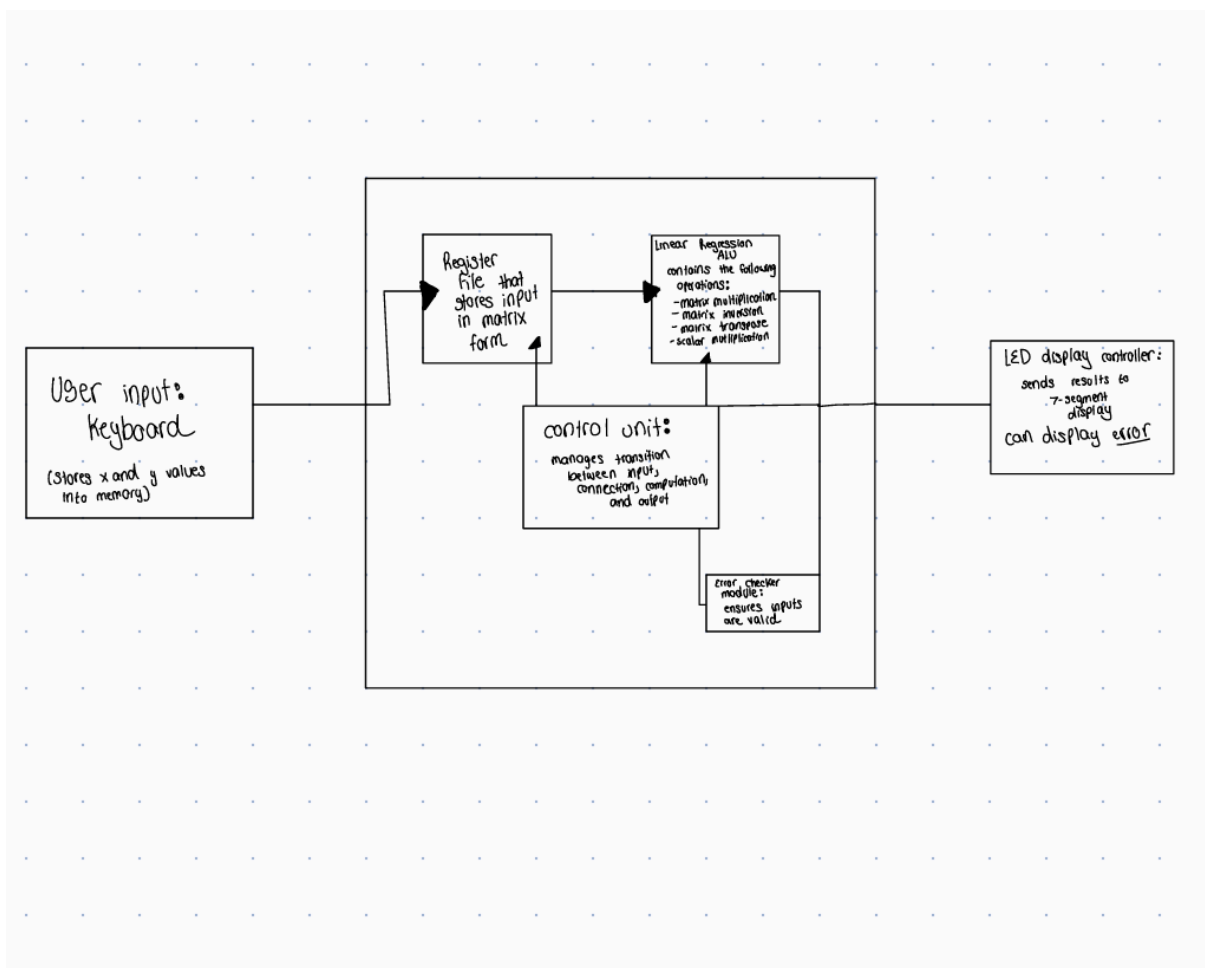 User input:
Keyboard
(stores x and y values
into memory)
Register
file that
stores input
in matrix
form
Linear Regression
ALU
contains the following
operations:
- matrix multiplication
- matrix inversion
- matrix transpose
- scalar multiplication
control unit:
manages transition
between input,
connection, computation,
and output
Error checker
module:
ensures inputs
are valid
LED display controller:
sends results to
7-segment
display
can display error